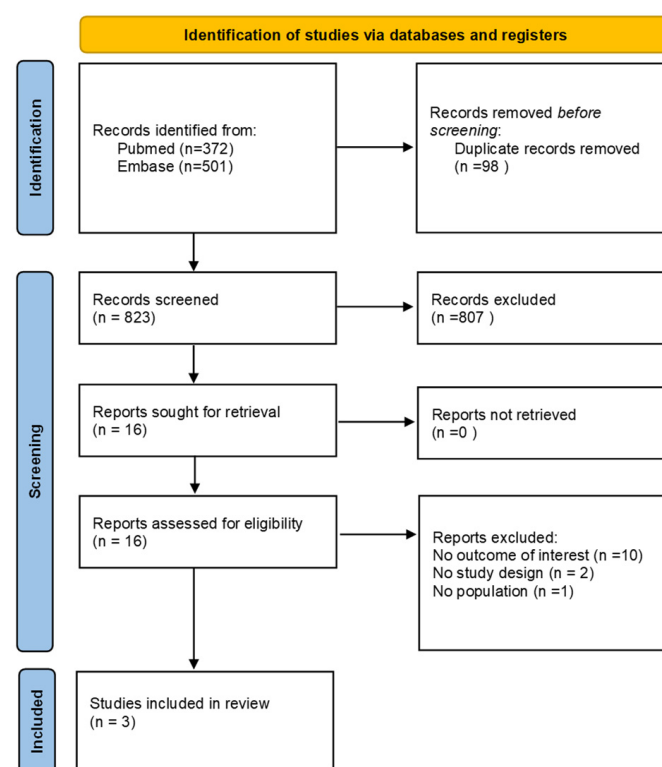 Identification of studies via databases and registers
Identification
Records identified from:
Pubmed (n=372)
Embase (n=501)
Records removed before
screening:
Duplicate records removed
(n =98 )
Screening
Records screened
(n = 823)
Records excluded
(n =807 )
Reports sought for retrieval
(n = 16)
Reports not retrieved
(n =0 )
Reports assessed for eligibility
(n = 16)
Reports excluded:
No outcome of interest (n =10)
No study design (n = 2)
No population (n =1)
Included
Studies included in review
(n = 3)